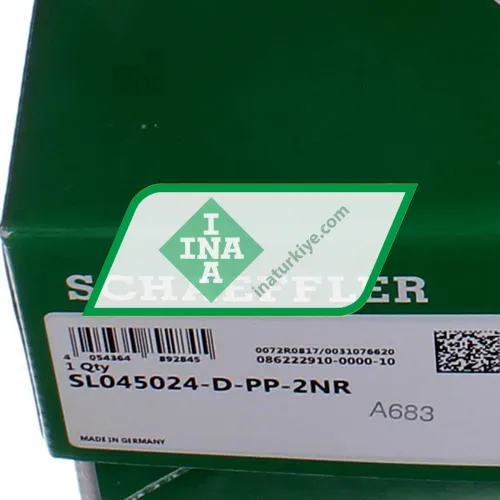 INA
INA
inaturkiye.com
SCHAEFFLER
4 054364 892845
1 Qty
0072R0817/0031076620
086222910-0000-10
SL045024-D-PP-2NR
A683
MADE IN GERMANY